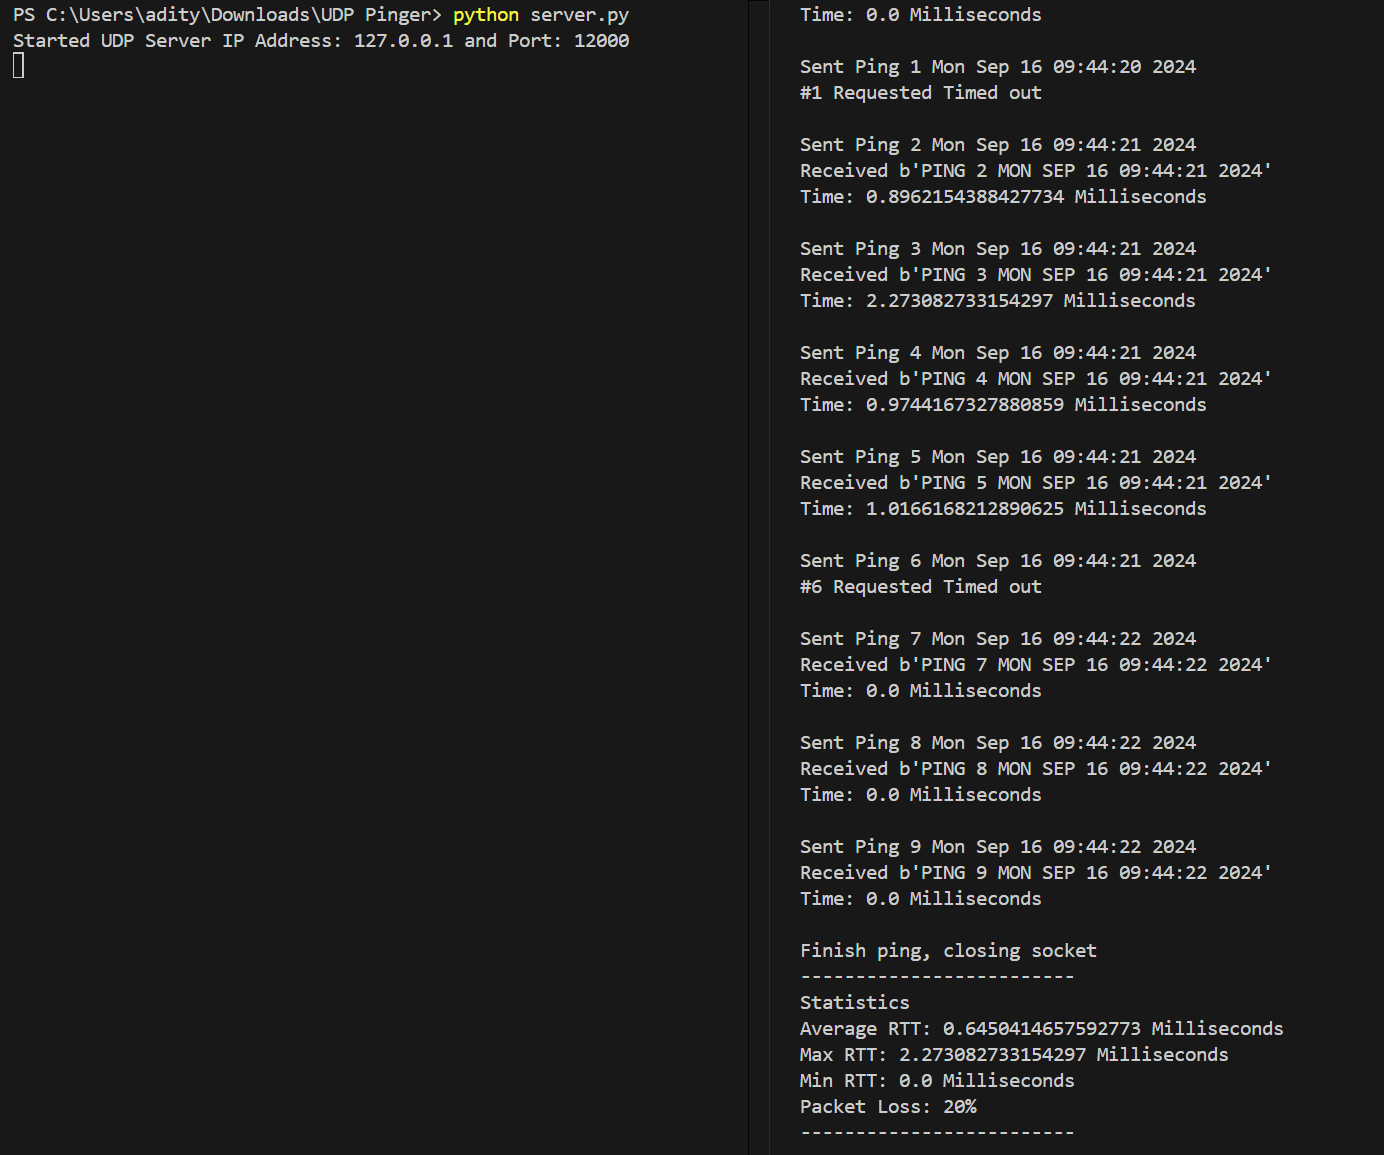 PS C:\Users\adity\Downloads\UDP Pinger> python server.py
Started UDP Server IP Address: 127.0.0.1 and Port: 12000
Time: 0.0 Milliseconds
Sent Ping 1 Mon Sep 16 09:44:20 2024
#1 Requested Timed out
Sent Ping 2 Mon Sep 16 09:44:21 2024
Received b'PING 2 MON SEP 16 09:44:21 2024'
Time: 0.8962154388427734 Milliseconds
Sent Ping 3 Mon Sep 16 09:44:21 2024
Received b'PING 3 MON SEP 16 09:44:21 2024'
Time: 2.273082733154297 Milliseconds
Sent Ping 4 Mon Sep 16 09:44:21 2024
Received b'PING 4 MON SEP 16 09:44:21 2024'
Time: 0.9744167327880859 Milliseconds
Sent Ping 5 Mon Sep 16 09:44:21 2024
Received b'PING 5 MON SEP 16 09:44:21 2024'
Time: 1.0166168212890625 Milliseconds
Sent Ping 6 Mon Sep 16 09:44:21 2024
#6 Requested Timed out
Sent Ping 7 Mon Sep 16 09:44:22 2024
Received b'PING 7 MON SEP 16 09:44:22 2024'
Time: 0.0 Milliseconds
Sent Ping 8 Mon Sep 16 09:44:22 2024
Received b'PING 8 MON SEP 16 09:44:22 2024'
Time: 0.0 Milliseconds
Sent Ping 9 Mon Sep 16 09:44:22 2024
Received b'PING 9 MON SEP 16 09:44:22 2024'
Time: 0.0 Milliseconds
Finish ping, closing socket
-------------------------
Statistics
Average RTT: 0.6450414657592773 Milliseconds
Max RTT: 2.273082733154297 Milliseconds
Min RTT: 0.0 Milliseconds
Packet Loss: 20%
-------------------------